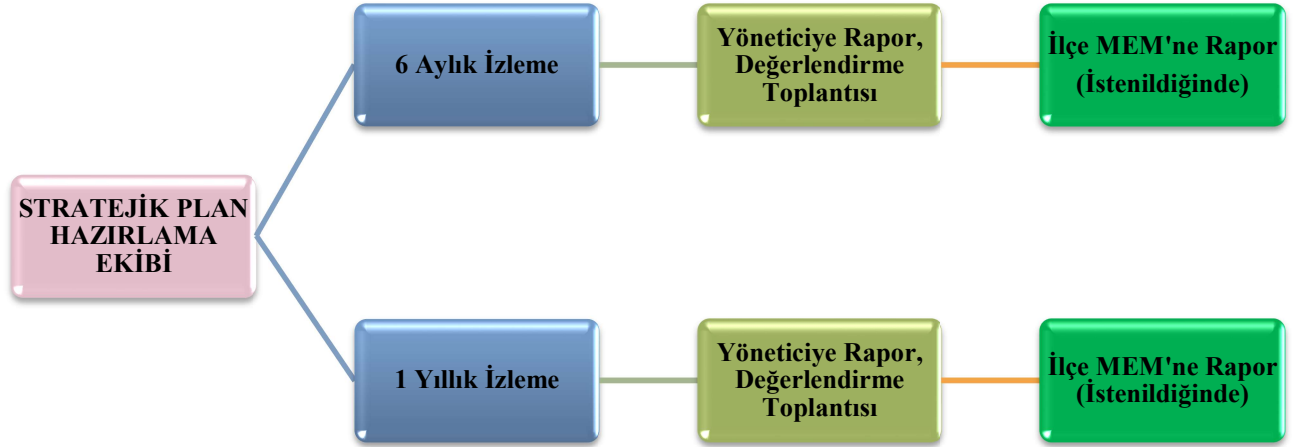 STRATEJİK PLAN
HAZIRLAMA
EKİBİ
6 Aylık İzleme
Yöneticiye Rapor,
Değerlendirme
Toplantısı
İlçe MEM'ne Rapor
(İstenildiğinde)
1 Yıllık İzleme
Yöneticiye Rapor,
Değerlendirme
Toplantısı
İlçe MEM'ne Rapor
(İstenildiğinde)